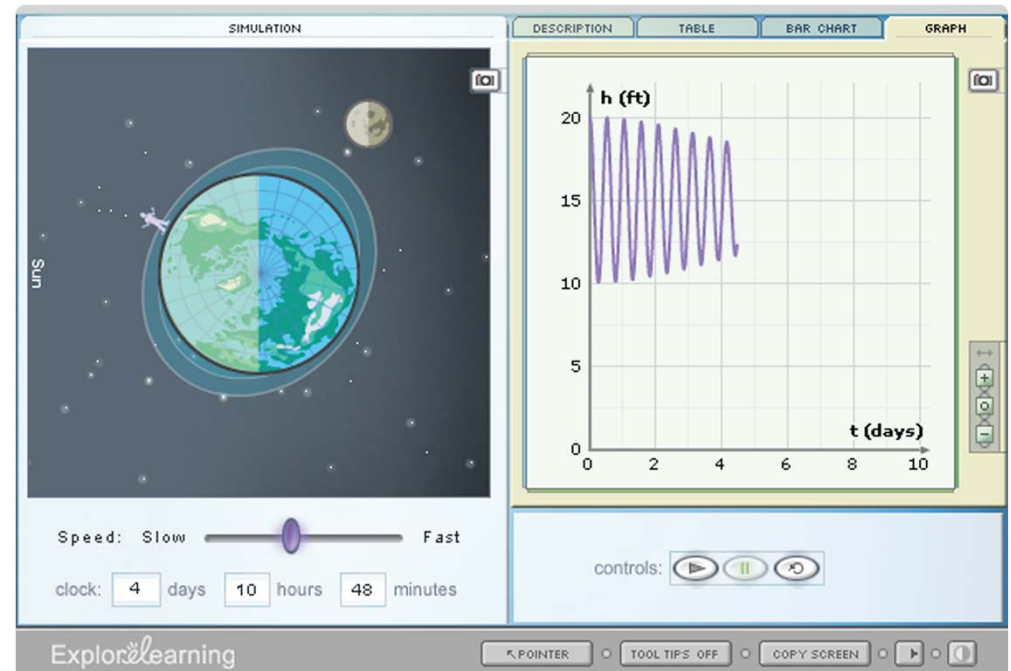 SIMULATION
DESCRIPTION
TABLE
BAR CHART
GRAPH
Sun
h (ft)
20
15
10
5
0
t (days)
0 2 4 6 8 10
Speed: Slow Fast
clock: 4 days 10 hours 48 minutes
controls:
ExploreLearning
POINTER
TOOL TIPS OFF
COPY SCREEN